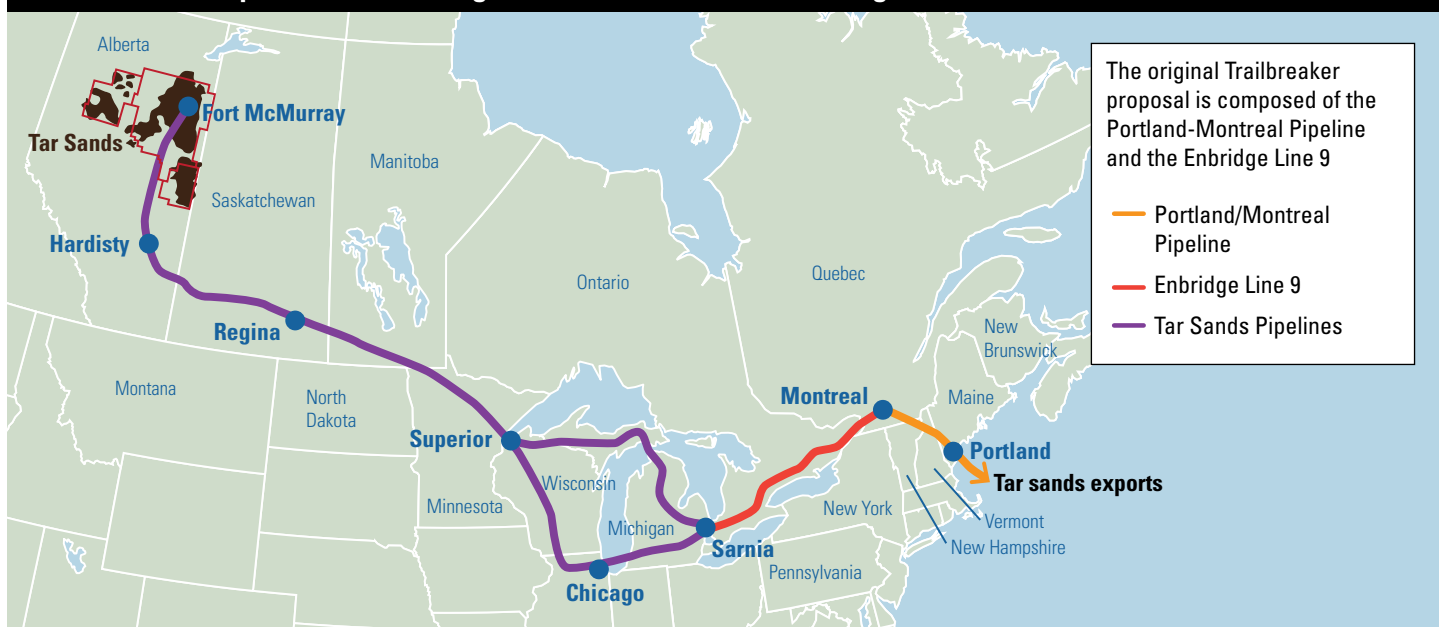 Alberta
Fort McMurray
Tar Sands
Manitoba
Saskatchewan
Hardisty
Ontario
Quebec
Regina
New
Brunswick
Montana
North
Dakota
Montreal
Maine
Superior
Portland
Wisconsin
Tar sands exports
Minnesota
Michigan
New York
Vermont
Sarnia
New Hampshire
Pennsylvania
Chicago
The original Trailbreaker
proposal is composed of the
Portland-Montreal Pipeline
and the Enbridge Line 9
Portland/Montreal
Pipeline
Enbridge Line 9
Tar Sands Pipelines